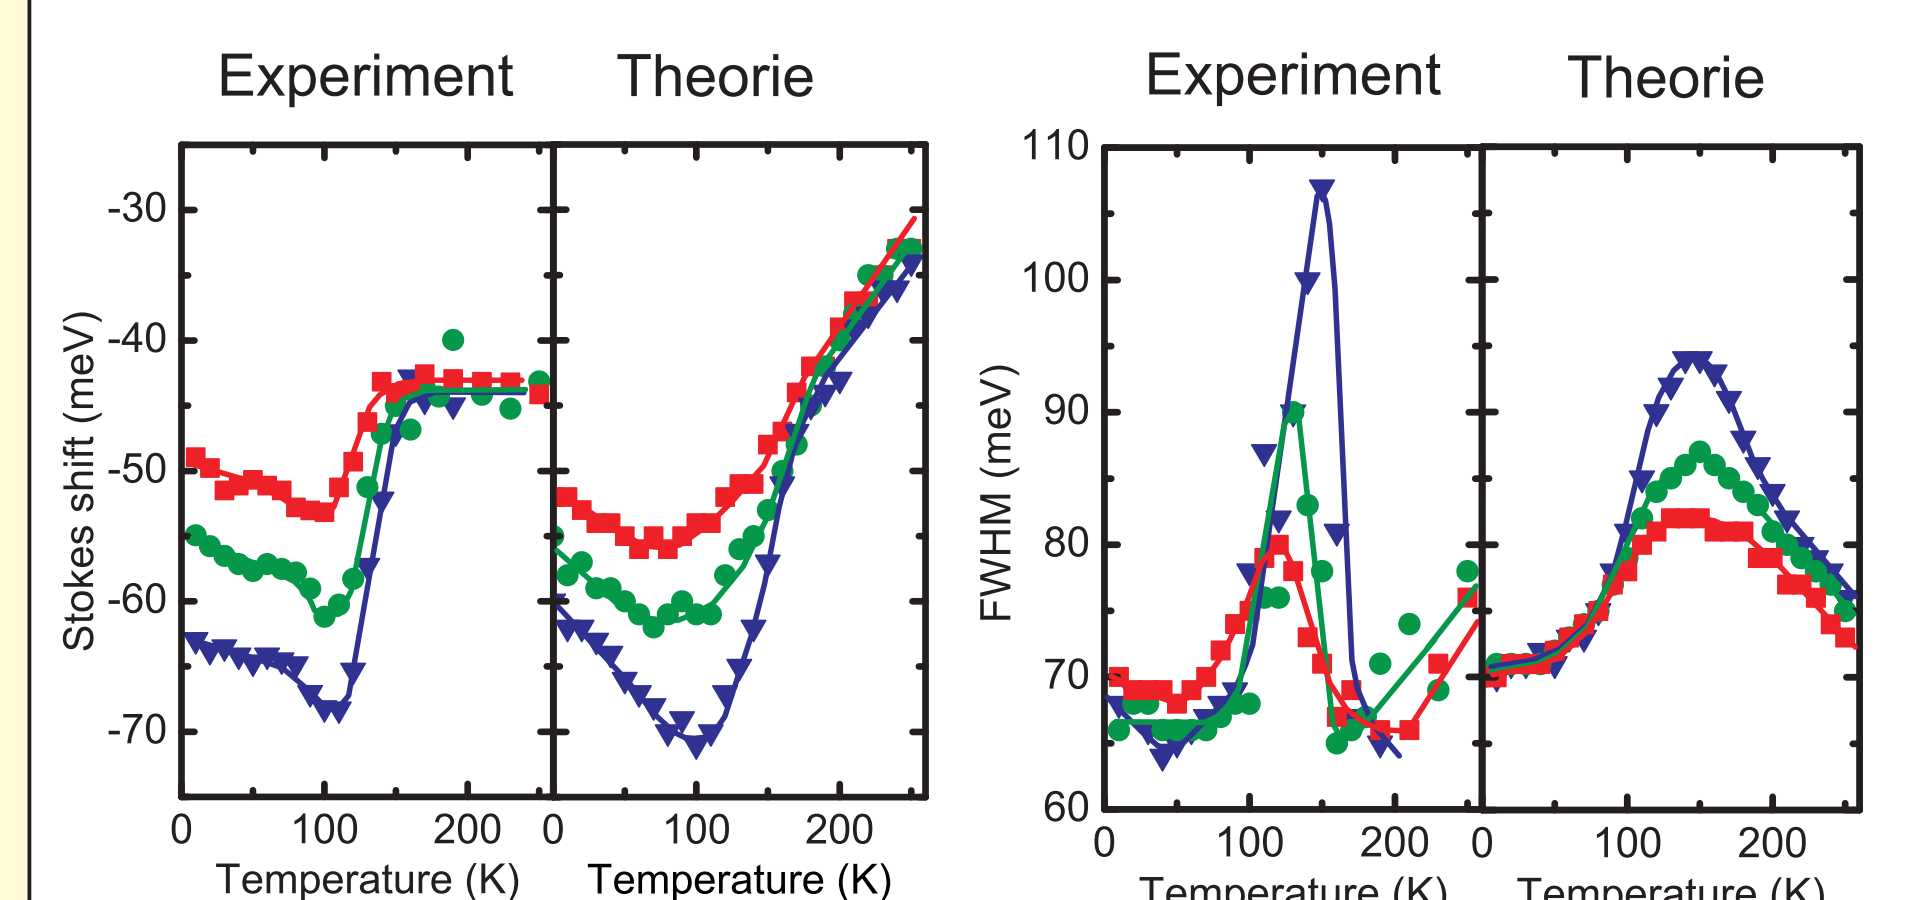 Experiment Theorie
Experiment Theorie
Stokes shift (meV)
-30
-40
-50
-60
-70
0 100 200 0 100 200
Temperature (K) Temperature (K)
FWHM (meV)
110
100
90
80
70
60
0 100 200 0 100 200
Temperature (K) Temperature (K)